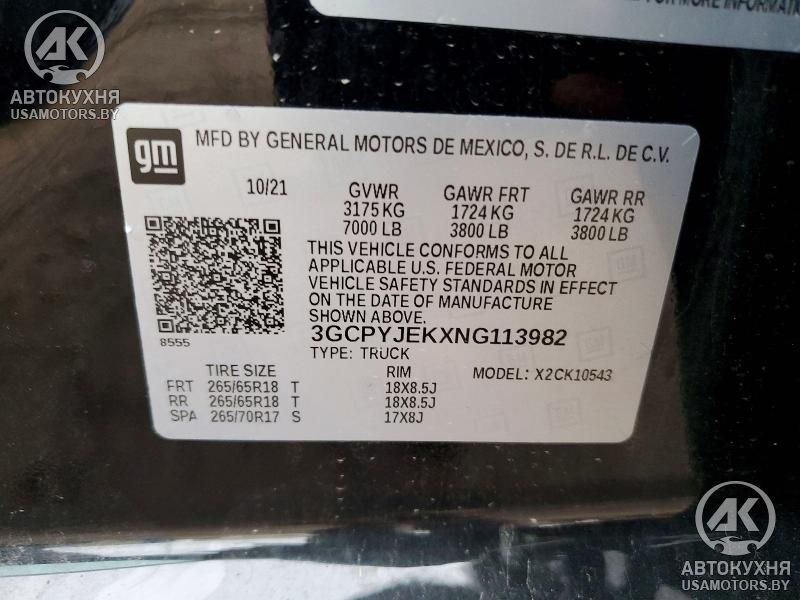 E FOR MORE INFORMATION
AK
АВТОКУХНЯ
USAMOTORS.BY
gm
MFD BY GENERAL MOTORS DE MEXICO, S. DE R.L. DE C.V.
10/21 GVWR GAWR FRT GAWR RR
3175 KG 1724 KG 1724 KG
7000 LB 3800 LB 3800 LB
THIS VEHICLE CONFORMS TO ALL
APPLICABLE U.S. FEDERAL MOTOR
VEHICLE SAFETY STANDARDS IN EFFECT
ON THE DATE OF MANUFACTURE
SHOWN ABOVE.
8555 3GCPYJEKXNG113982
TYPE: TRUCK
TIRE SIZE RIM MODEL: X2CK10543
FRT 265/65R18 T 18X8.5J
RR 265/65R18 T 18X8.5J
SPA 265/70R17 S 17X8J
AK
АВТОКУХНЯ
USAMOTORS.BY